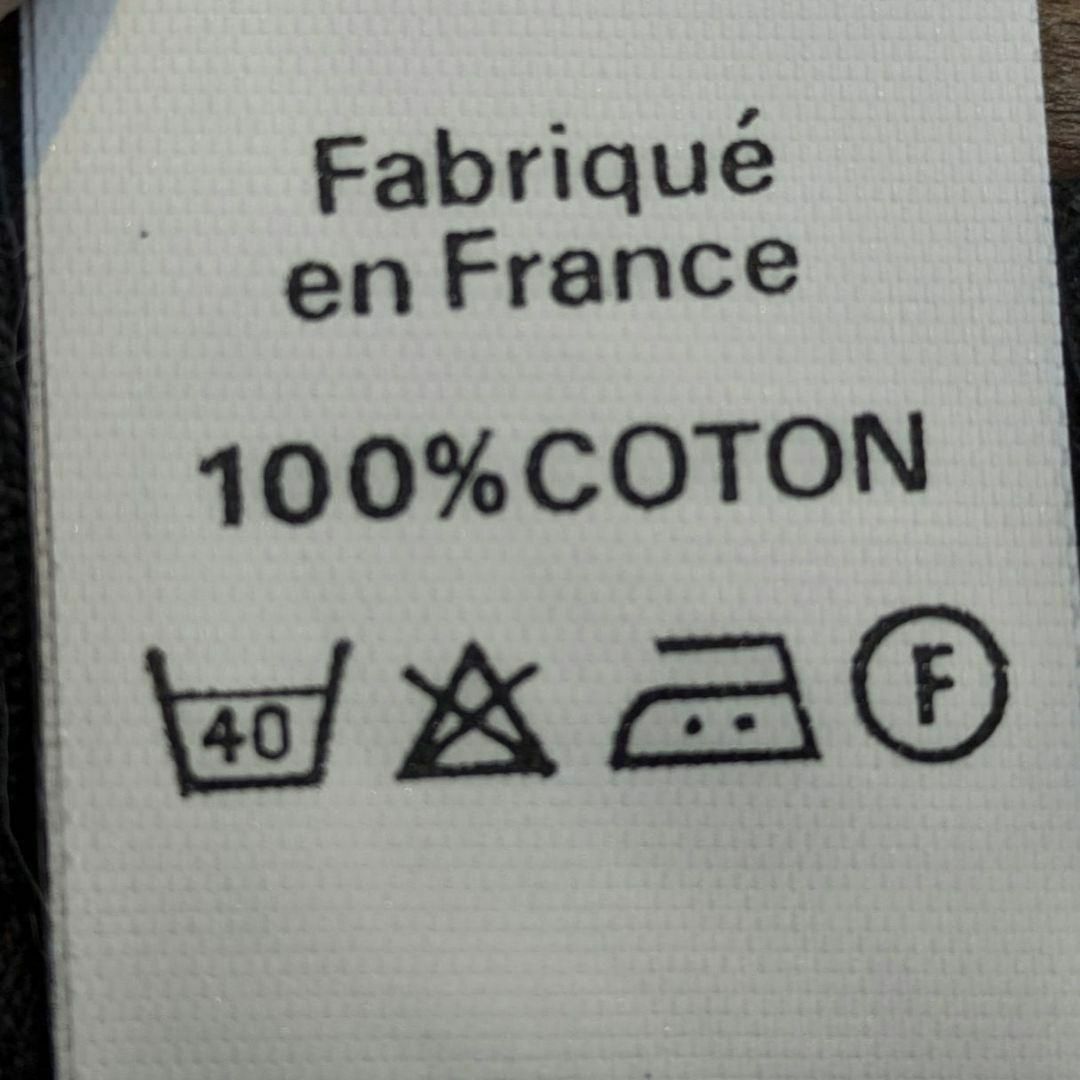 Fabriqué
en France
100% COTON
40 F